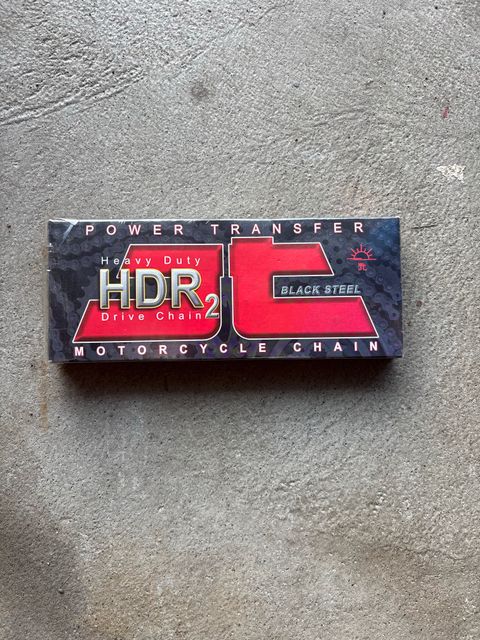 POWER TRANSFER
Heavy Duty
HDR2
Drive Chain
JT
BLACK STEEL
MOTORCYCLE CHAIN